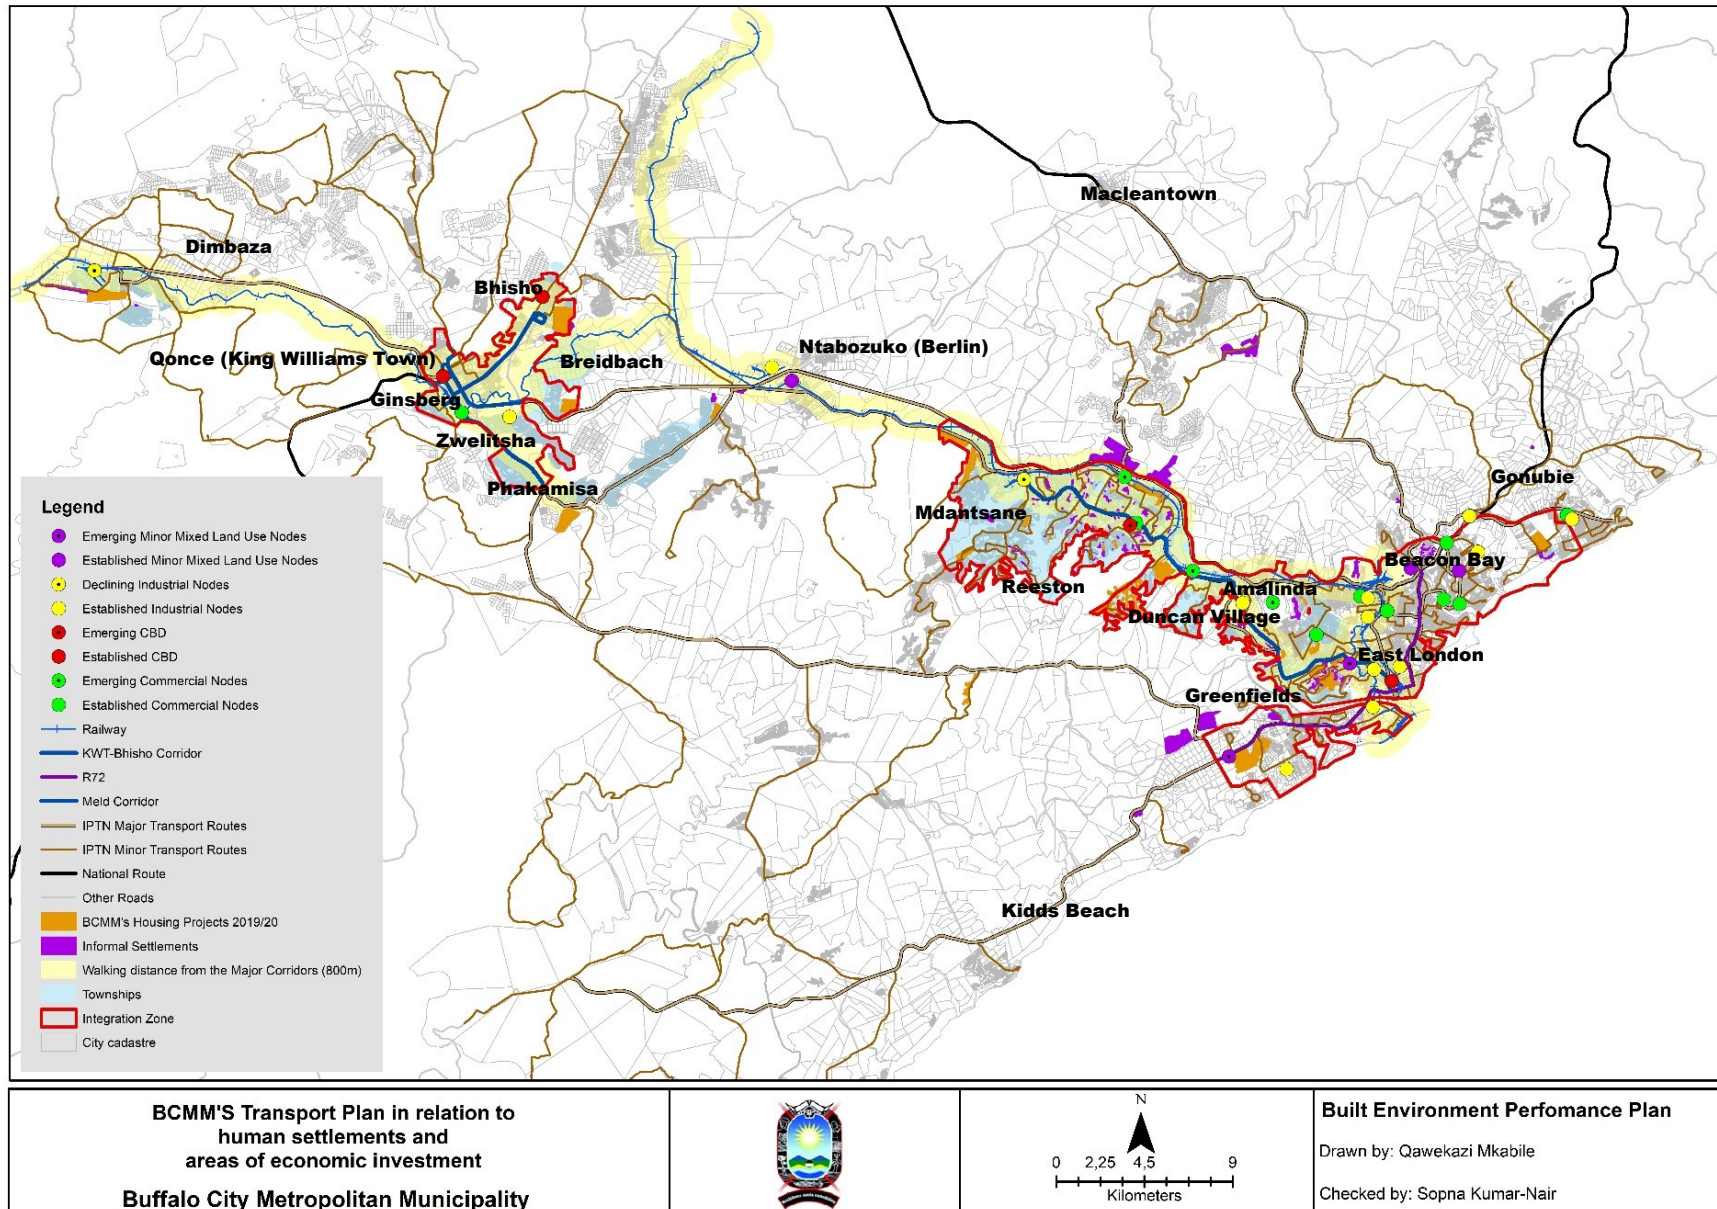 Macleantown
Dimbaza
Bhisho
Ntabozuko (Berlin)
Qonce (King Williams Town)
Breidbach
Ginsberg
Zwelitsha
Gonubie
Phakamisa
Mdantsane
Beacon Bay
Reeston
Amalinda
Duncan Village
East London
Greenfields
Kidds Beach
Legend
Emerging Minor Mixed Land Use Nodes
Established Minor Mixed Land Use Nodes
Declining Industrial Nodes
Established Industrial Nodes
Emerging CBD
Established CBD
Emerging Commercial Nodes
Established Commercial Nodes
Railway
KWT-Bhisho Corridor
R72
Meld Corridor
IPTN Major Transport Routes
IPTN Minor Transport Routes
National Route
Other Roads
BCMM's Housing Projects 2019/20
Informal Settlements
Walking distance from the Major Corridors (800m)
Townships
Integration Zone
City cadastre
BCMM'S Transport Plan in relation to
human settlements and
areas of economic investment
Buffalo City Metropolitan Municipality
N
0 2,25 4,5 9
Kilometers
Built Environment Perfomance Plan
Drawn by: Qawekazi Mkabile
Checked by: Sopna Kumar-Nair